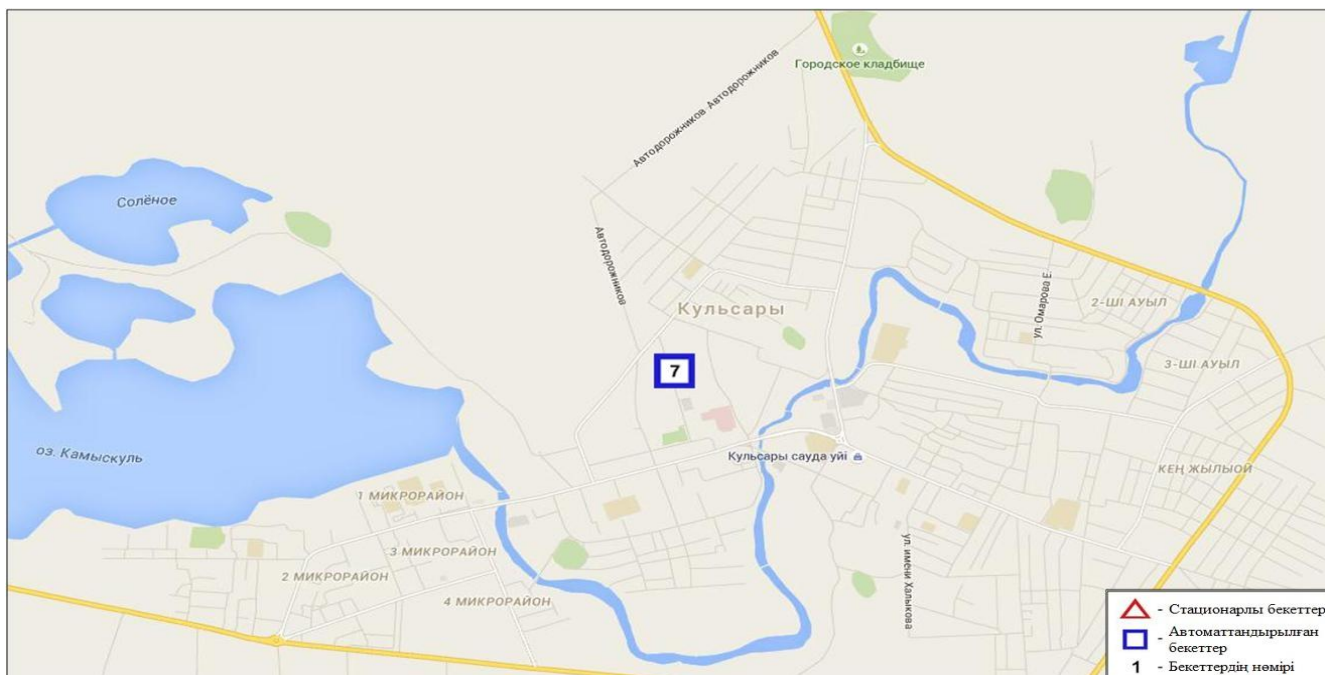 Городское кладбище
Автодорожников Автодорожников
Солёное
Автодорожников
ул. Омарова Е.
2-ШІ АУЫЛ
Кульсары
3-ШІ АУЫЛ
7
оз. Камыскуль
Кульсары сауда уйі
КЕҢ ЖЫЛЫОЙ
1 МИКРОРАЙОН
3 МИКРОРАЙОН
2 МИКРОРАЙОН
4 МИКРОРАЙОН
ул. имени Халыкова
- Стационарлы бекеттер
- Автоматтандырылған
бекеттер
1 - Бекеттердің нөмірі